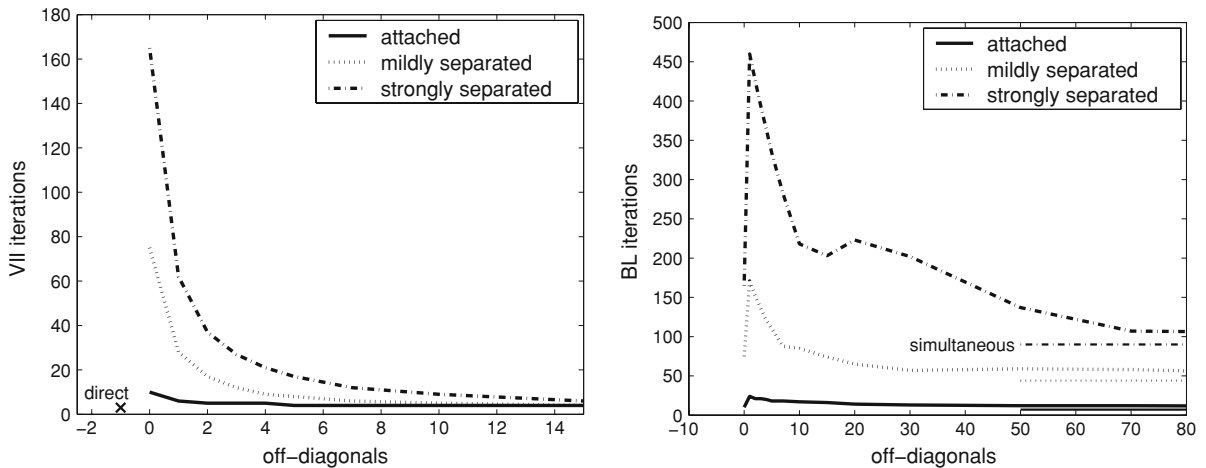 180
160
140
120
100
80
60
40
20
0
VII iterations
attached
mildly separated
strongly separated
direct
−2 0 2 4 6 8 10 12 14
off−diagonals
500
450
400
350
300
250
200
150
100
50
0
BL iterations
attached
mildly separated
strongly separated
simultaneous
−10 0 10 20 30 40 50 60 70 80
off−diagonals